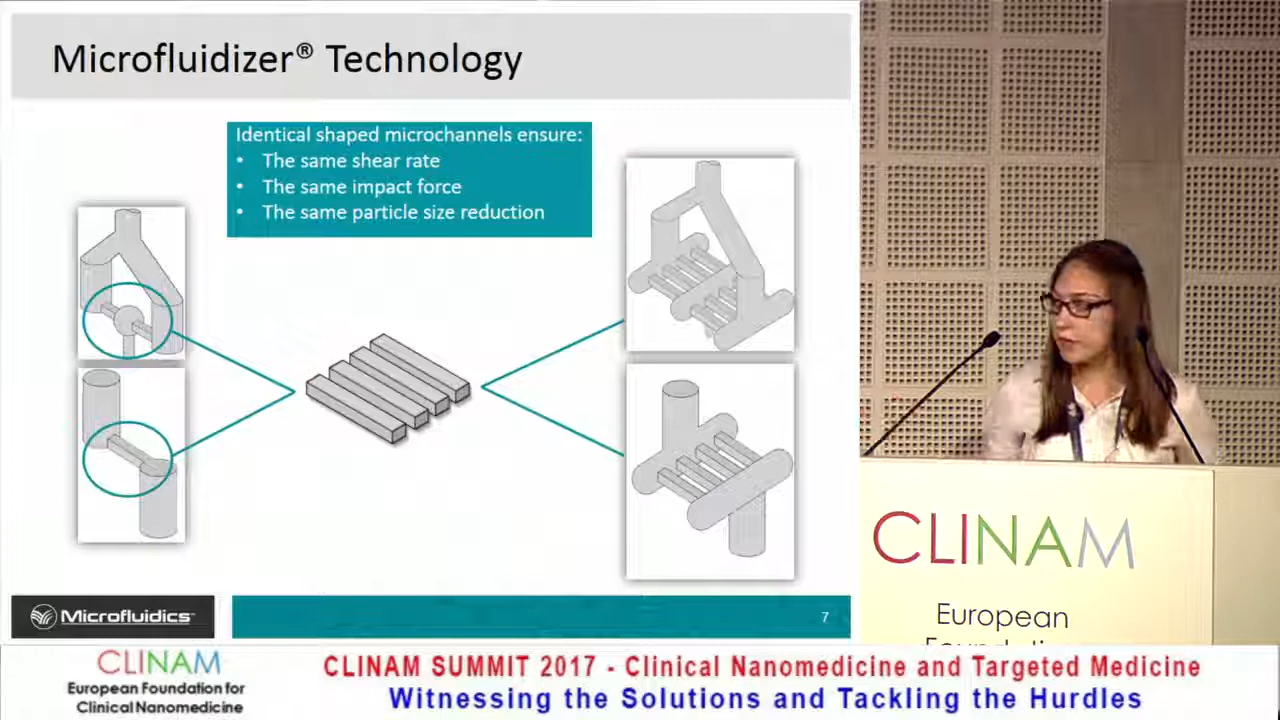 Microfluidizer® Technology
Identical shaped microchannels ensure:
• The same shear rate
• The same impact force
• The same particle size reduction
Microfluidics
7
CLINAM
European
CLINAM
European Foundation for
Clinical Nanomedicine
CLINAM SUMMIT 2017 - Clinical Nanomedicine and Targeted Medicine
Witnessing the Solutions and Tackling the Hurdles